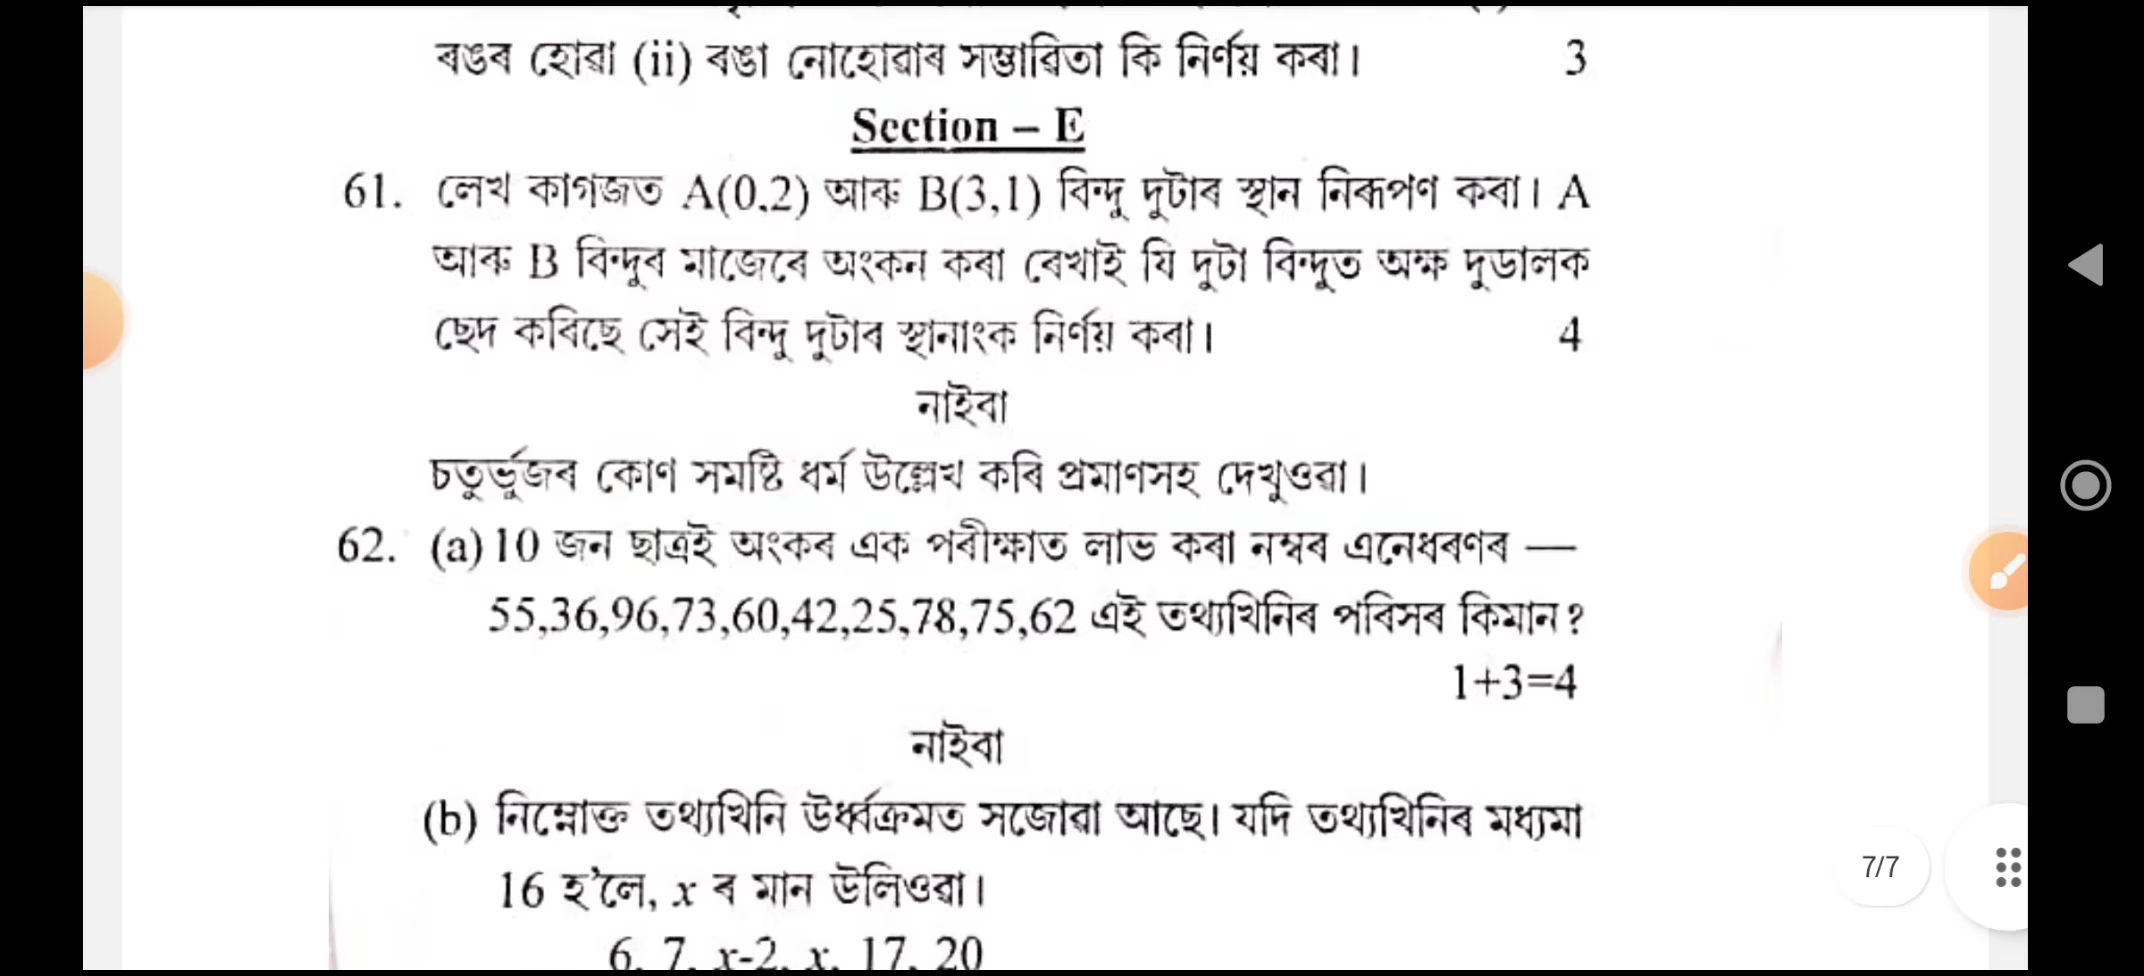 ৰঙৰ হোৱা (ii) ৰঙা নোহোৱাৰ সম্ভাৱিতা কি নিৰ্ণয় কৰা। 3
Section – E
61. লেখ কাগজত A(0,2) আৰু B(3,1) বিন্দু দুটাৰ স্থান নিৰূপণ কৰা। A
আৰু B বিন্দুৰ মাজেৰে অংকন কৰা ৰেখাই যি দুটা বিন্দুত অক্ষ দুডালক
ছেদ কৰিছে সেই বিন্দু দুটাৰ স্থানাংক নিৰ্ণয় কৰা। 4
নাইবা
চতুৰ্ভুজৰ কোণ সমষ্টি ধৰ্ম উল্লেখ কৰি প্ৰমাণসহ দেখুওৱা।
62. (a) 10 জন ছাত্ৰই অংকৰ এক পৰীক্ষাত লাভ কৰা নম্বৰ এনেধৰণৰ —
55,36,96,73,60,42,25,78,75,62 এই তথ্যখিনিৰ পৰিসৰ কিমান?
1+3=4
নাইবা
(b) নিম্নোক্ত তথ্যখিনি উৰ্ধ্বক্ৰমত সজোৱা আছে। যদি তথ্যখিনিৰ মধ্যমা
16 হ'লে, x ৰ মান উলিওৱা।
6, 7, x-2, x, 17, 20
7/7